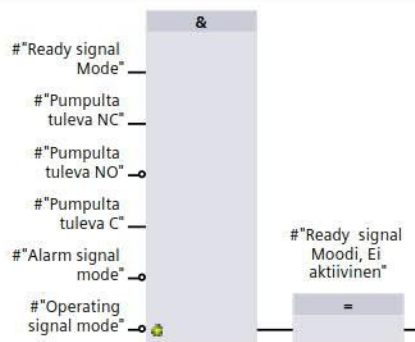 &
#"Ready signal
Mode"
#"Pumpulta
tuleva NC"
#"Pumpulta
tuleva NO"
#"Pumpulta
tuleva C"
#"Alarm signal
mode"
#"Operating
signal mode"
#"Ready signal
Moodi, Ei
aktiivinen"
=